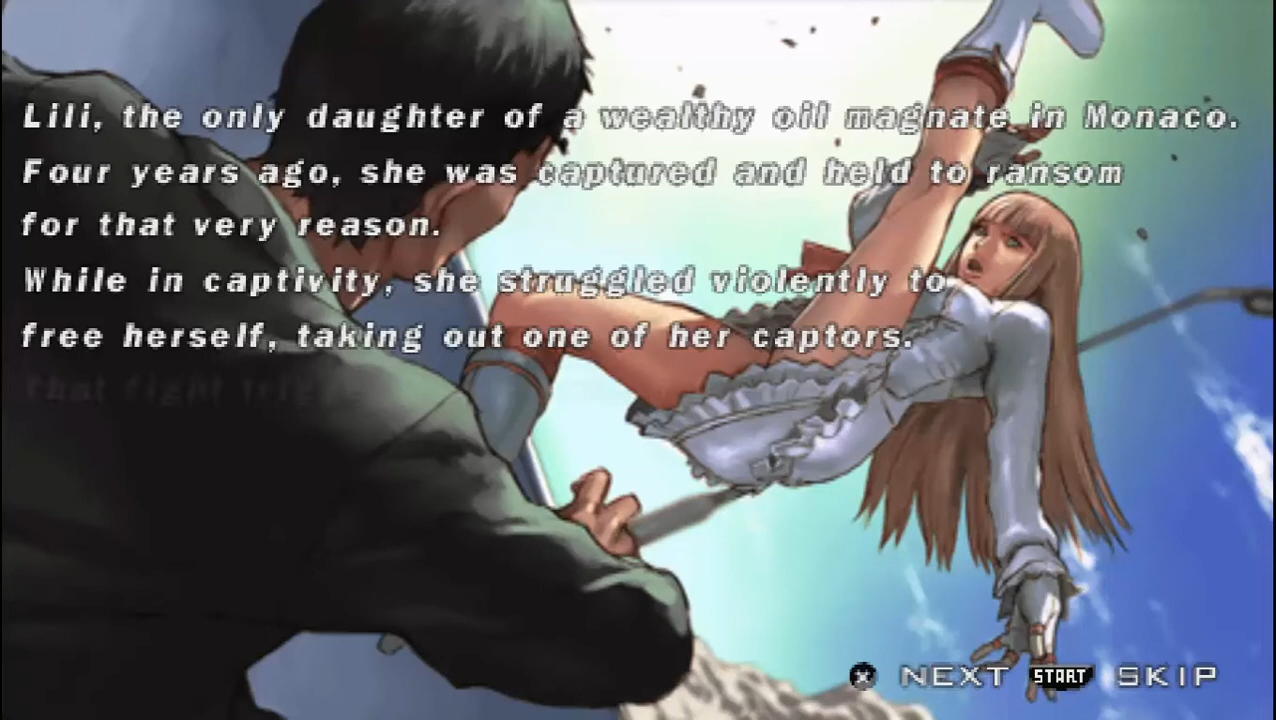 Lili, the only daughter of a wealthy oil magnate in Monaco.
Four years ago, she was captured and held to ransom
for that very reason.
While in captivity, she struggled violently to
free herself, taking out one of her captors.
That fight
NEXT START SKIP